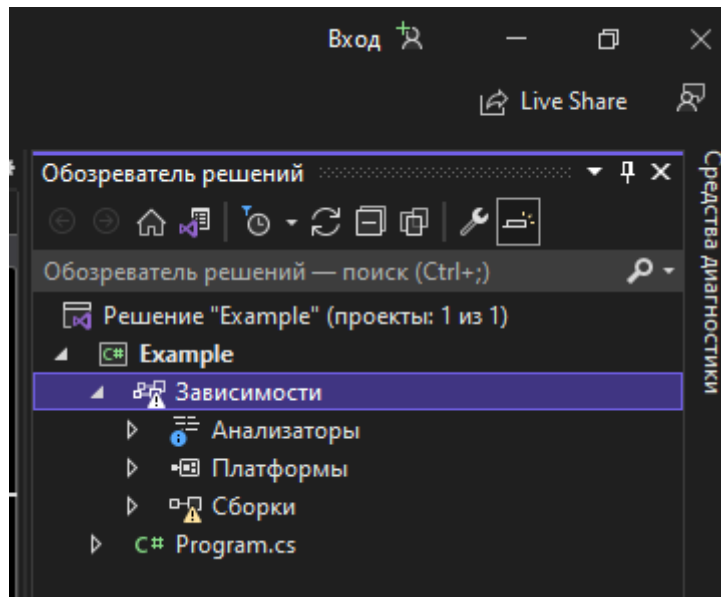 Вход
Live Share
Обозреватель решений
Обозреватель решений — поиск (Ctrl+;)
Решение "Example" (проекты: 1 из 1)
C# Example
Зависимости
Анализаторы
Платформы
Сборки
C# Program.cs
Средства диагностики